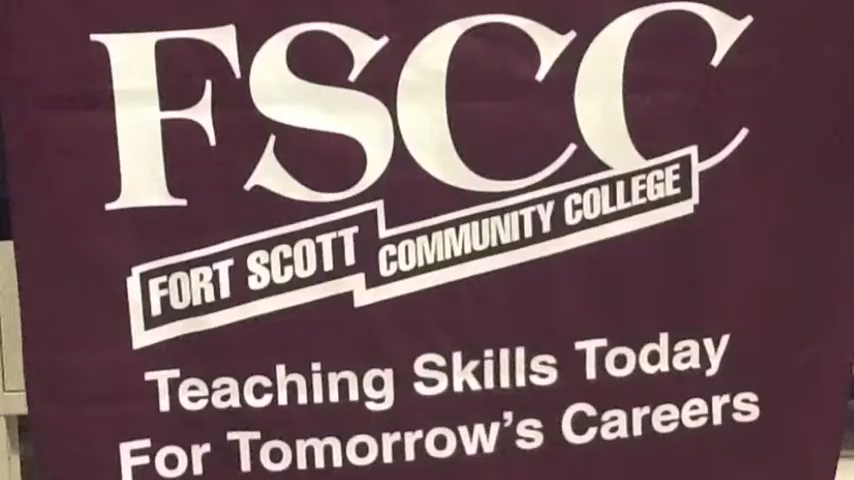 FSCC
FORT SCOTT COMMUNITY COLLEGE
Teaching Skills Today
For Tomorrow's Careers